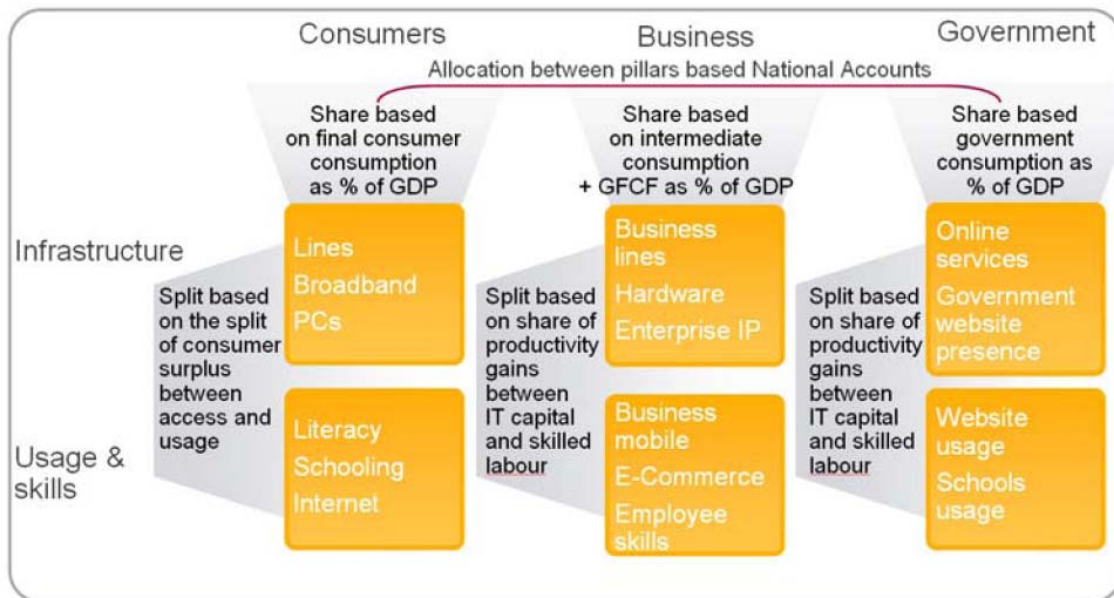 Consumers
Business
Government
Allocation between pillars based National Accounts
Share based
on final consumer
consumption
as % of GDP
Share based
on intermediate
consumption
+ GFCF as % of GDP
Share based
government
consumption as
% of GDP
Infrastructure
Split based
on the split
of consumer
surplus
between
access and
usage
Lines
Broadband
PCs
Split based
on share of
productivity
gains
between
IT capital
and skilled
labour
Business
lines
Hardware
Enterprise IP
Split based
on share of
productivity
gains
between
IT capital
and skilled
labour
Online
services
Government
website
presence
Usage &
skills
Literacy
Schooling
Internet
Business
mobile
E-Commerce
Employee
skills
Website
usage
Schools
usage